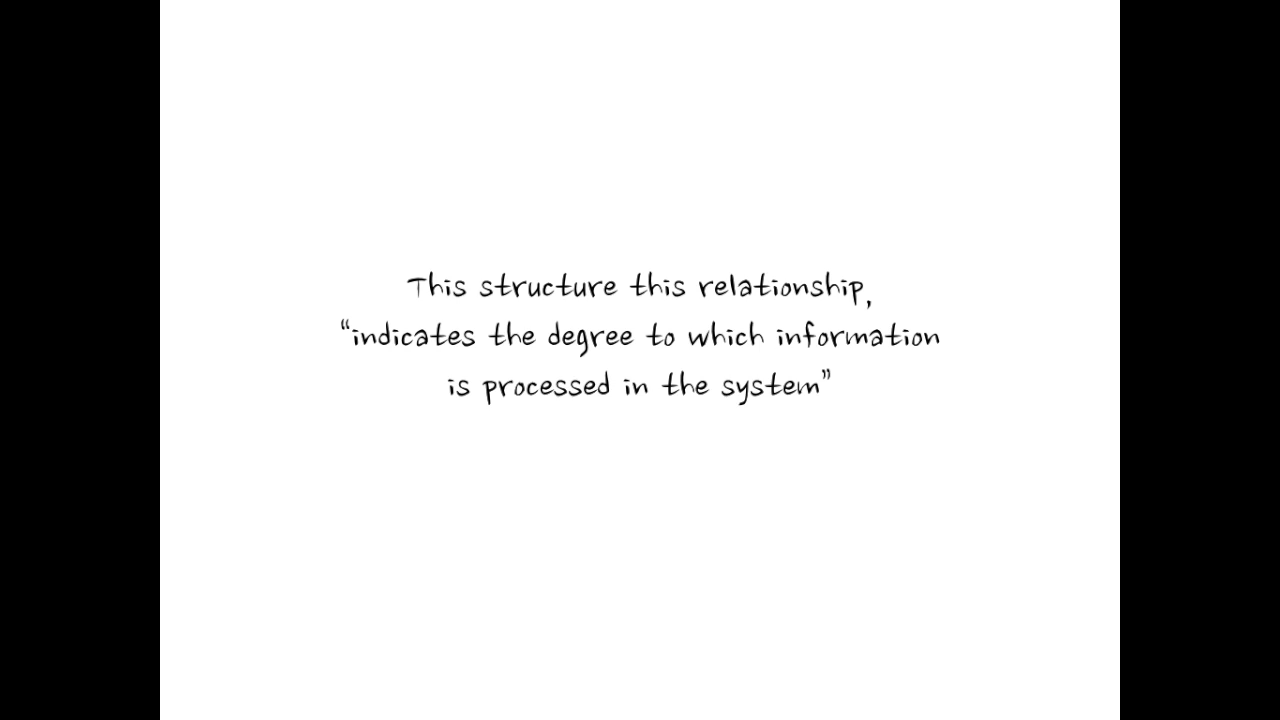 This structure this relationship,
“indicates the degree to which information
is processed in the system”